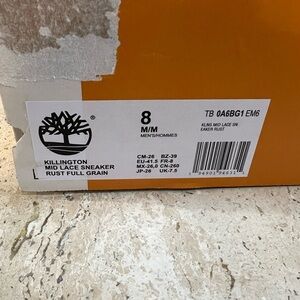 8
M/M
MEN'S/HOMMES
TB 0A6BG1 EM6
KLNG MID LACE SN
EAKER RUST
®
KILLINGTON
MID LACE SNEAKER
RUST FULL GRAIN
CM-26 BZ-39
EU-41.5 FR-8
MX-26,0 CN-260
JP-26 UK-7.5